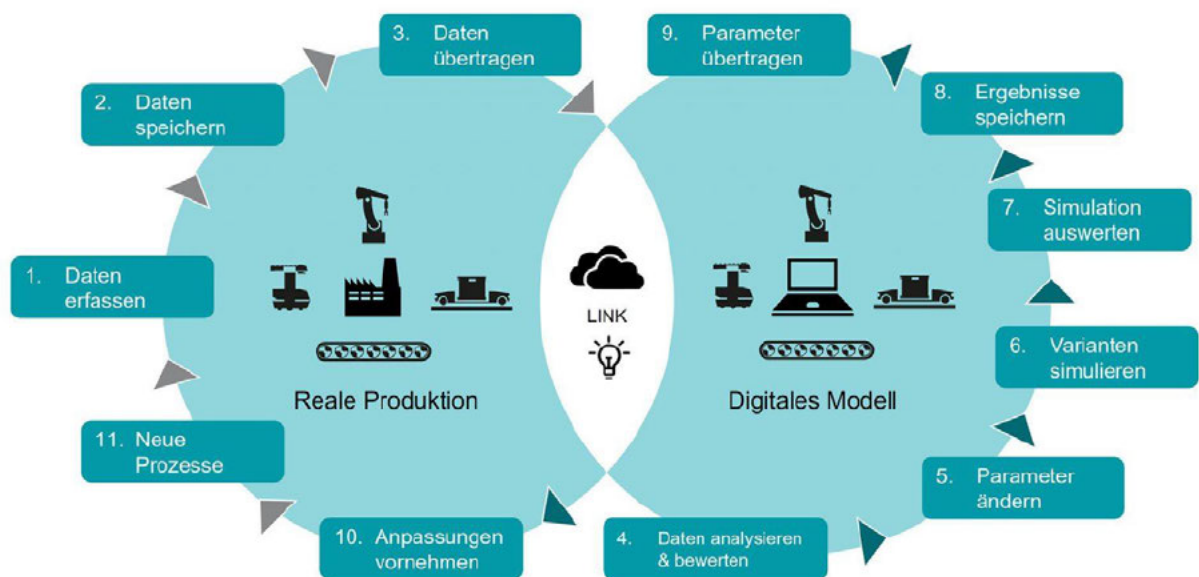 3. Daten
übertragen
9. Parameter
übertragen
2. Daten
speichern
8. Ergebnisse
speichern
7. Simulation
auswerten
1. Daten
erfassen
LINK
6. Varianten
simulieren
Reale Produktion
Digitales Modell
11. Neue
Prozesse
5. Parameter
ändern
10. Anpassungen
vornehmen
4. Daten analysieren
& bewerten